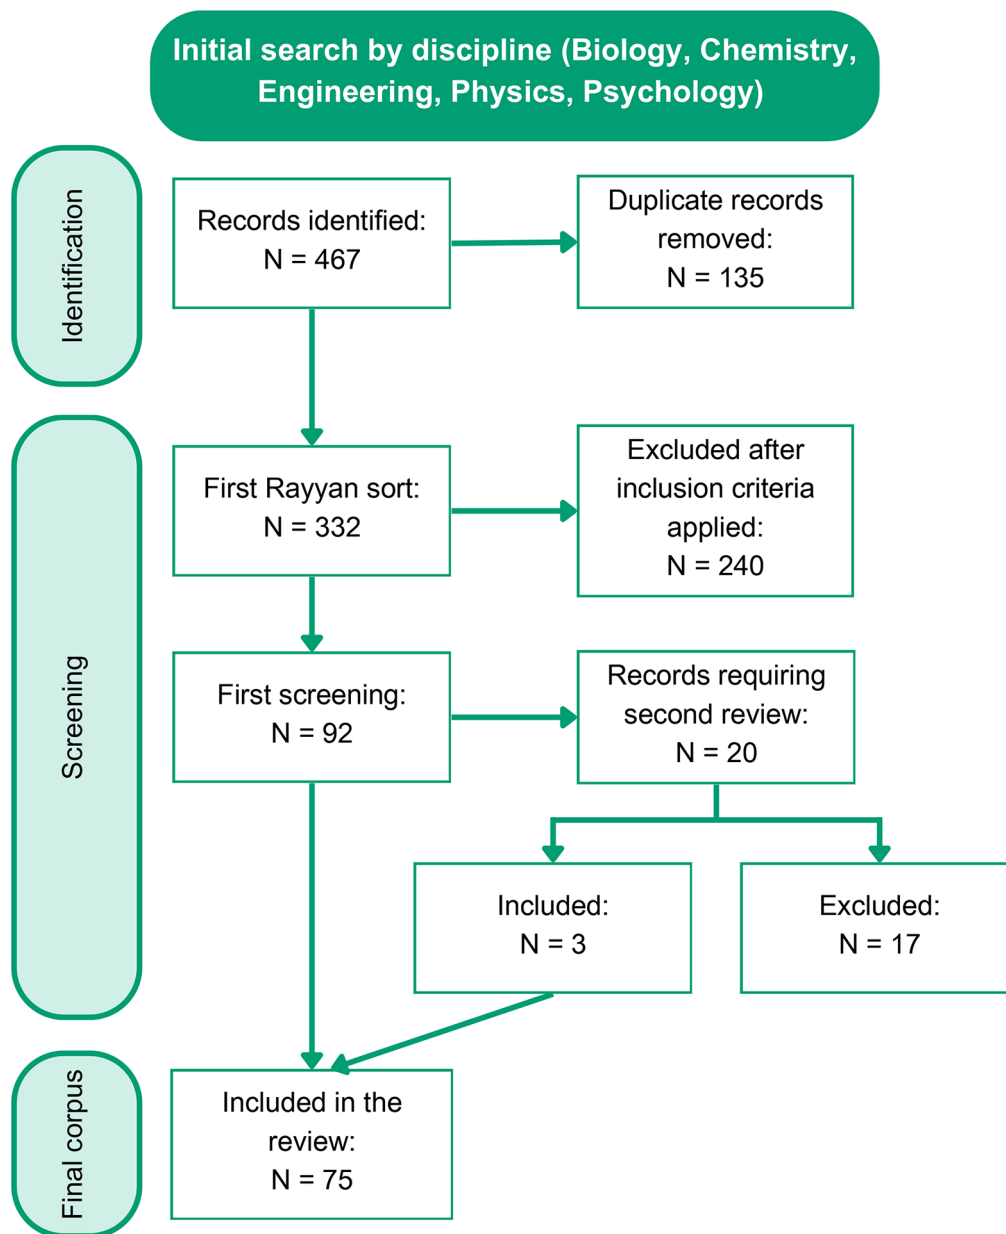 Initial search by discipline (Biology, Chemistry,
Engineering, Physics, Psychology)
Identification
Records identified:
N = 467
Duplicate records
removed:
N = 135
Screening
First Rayyan sort:
N = 332
Excluded after
inclusion criteria
applied:
N = 240
First screening:
N = 92
Records requiring
second review:
N = 20
Included:
N = 3
Excluded:
N = 17
Final corpus
Included in the
review:
N = 75